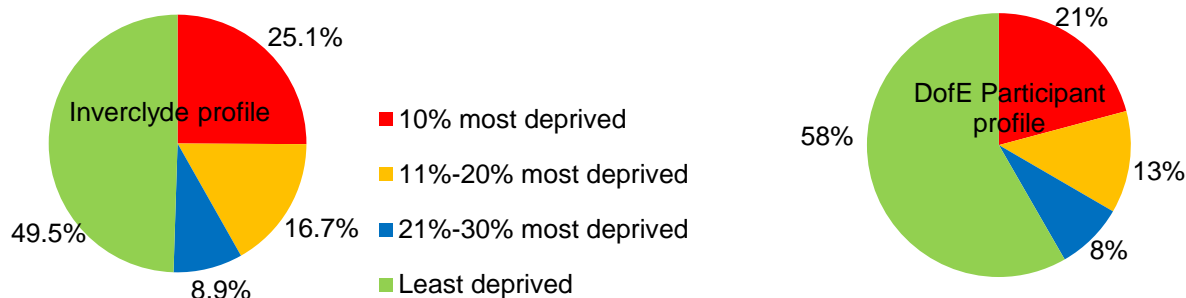 Inverclyde profile
25.1%
16.7%
8.9%
49.5%
10% most deprived
11%-20% most deprived
21%-30% most deprived
Least deprived
DofE Participant
profile
21%
13%
8%
58%